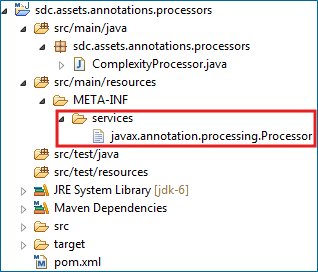 sdc.assets.annotations.processors
src/main/java
sdc.assets.annotations.processors
ComplexityProcessor.java
src/main/resources
META-INF
services
javax.annotation.processing.Processor
src/test/java
src/test/resources
JRE System Library [jdk-6]
Maven Dependencies
src
target
pom.xml